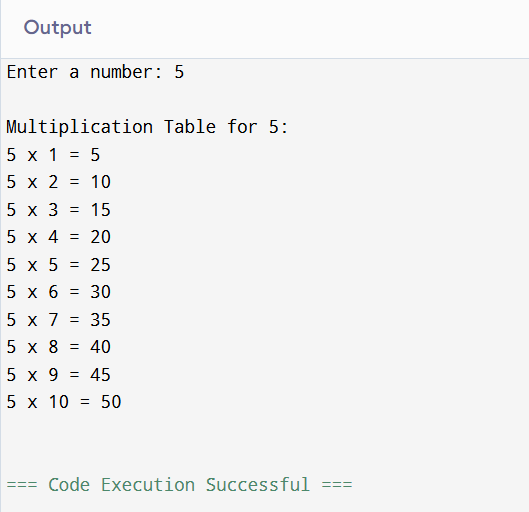 Output
Enter a number: 5
Multiplication Table for 5:
5 x 1 = 5
5 x 2 = 10
5 x 3 = 15
5 x 4 = 20
5 x 5 = 25
5 x 6 = 30
5 x 7 = 35
5 x 8 = 40
5 x 9 = 45
5 x 10 = 50
=== Code Execution Successful ===